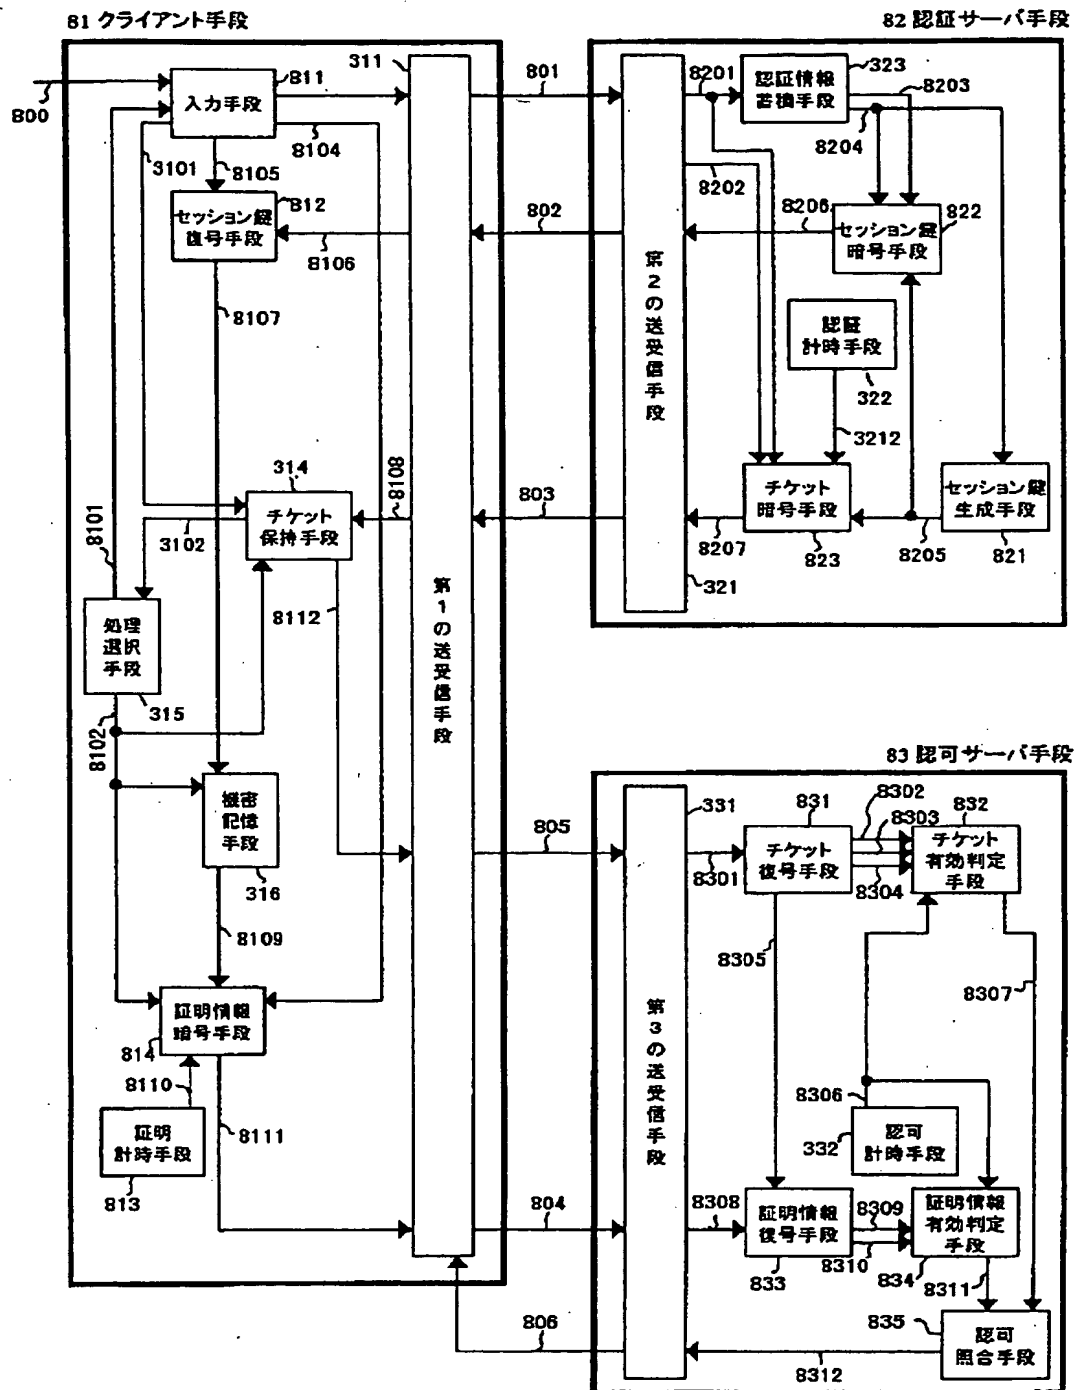 81 クライアント手段
82 認証サーバ手段
800
811
入力手段
3101
8104
8105
812
セッション鍵
復号手段
8106
8107
311
第1の送受信手段
801
802
803
8101
3102
314
チケット
保持手段
8108
8112
処理
選択
手段
315
8102
機密
記憶
手段
316
8109
証明情報
暗号手段
814
8110
証明
計時手段
813
8111
第2の送受信手段
321
8201
8202
認証情報
蓄積手段
323
8203
8204
8206
822
セッション鍵
暗号手段
認証
計時手段
322
3212
チケット
暗号手段
823
8207
8205
セッション鍵
生成手段
821
83 認可サーバ手段
805
804
806
331
第3の送受信手段
8301
831
チケット
復号手段
8302
8303
8304
832
チケット
有効判定
手段
8305
8307
8306
332
認可
計時手段
8308
証明情報
復号手段
833
8309
8310
証明情報
有効判定
手段
834
8311
835
認可
照合手段
8312